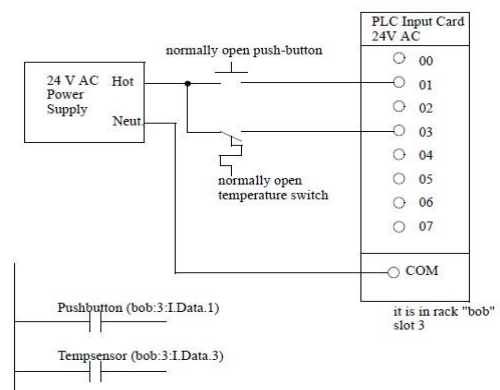 PLC Input Card
24V AC
normally open push-button
00
24 V AC Hot
Power
Supply
01
02
Neut.
03
04
normally open
temperature switch
05
06
07
COM
it is in rack "bob"
slot 3
Pushbutton (bob:3:I.Data.1)
Tempsensor (bob:3:I.Data.3)